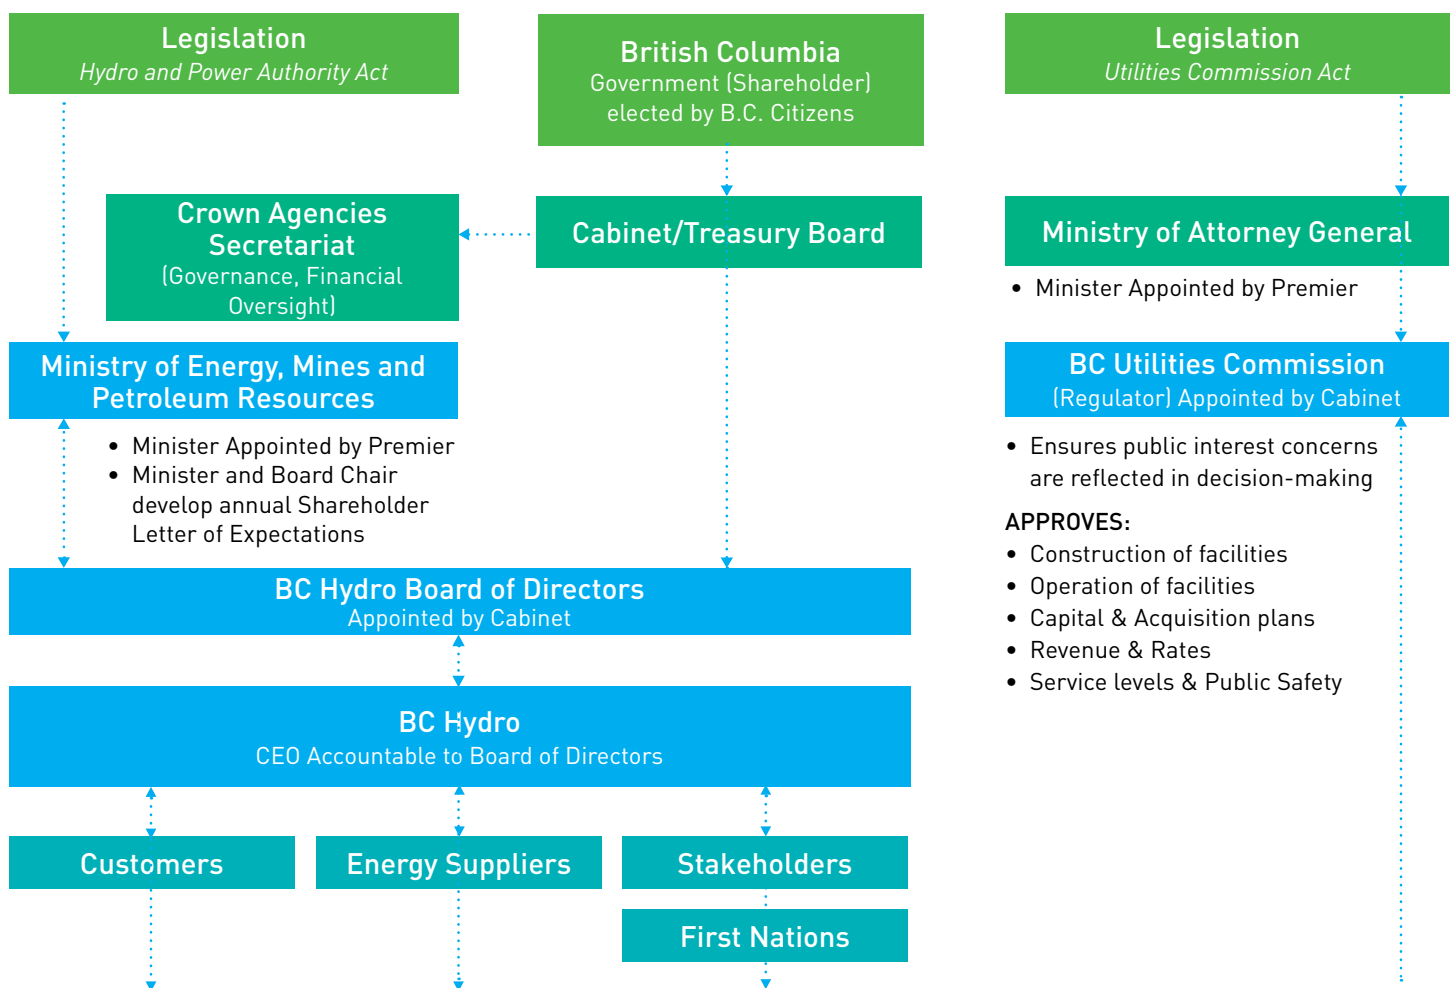 Legislation
Hydro and Power Authority Act
British Columbia
Government (Shareholder)
elected by B.C. Citizens
Legislation
Utilities Commission Act
Crown Agencies
Secretariat
(Governance, Financial
Oversight)
Cabinet/Treasury Board
Ministry of Attorney General
• Minister Appointed by Premier
Ministry of Energy, Mines and
Petroleum Resources
• Minister Appointed by Premier
• Minister and Board Chair
develop annual Shareholder
Letter of Expectations
BC Utilities Commission
(Regulator) Appointed by Cabinet
• Ensures public interest concerns
are reflected in decision-making
APPROVES:
• Construction of facilities
• Operation of facilities
• Capital & Acquisition plans
• Revenue & Rates
• Service levels & Public Safety
BC Hydro Board of Directors
Appointed by Cabinet
BC Hydro
CEO Accountable to Board of Directors
Customers
Energy Suppliers
Stakeholders
First Nations